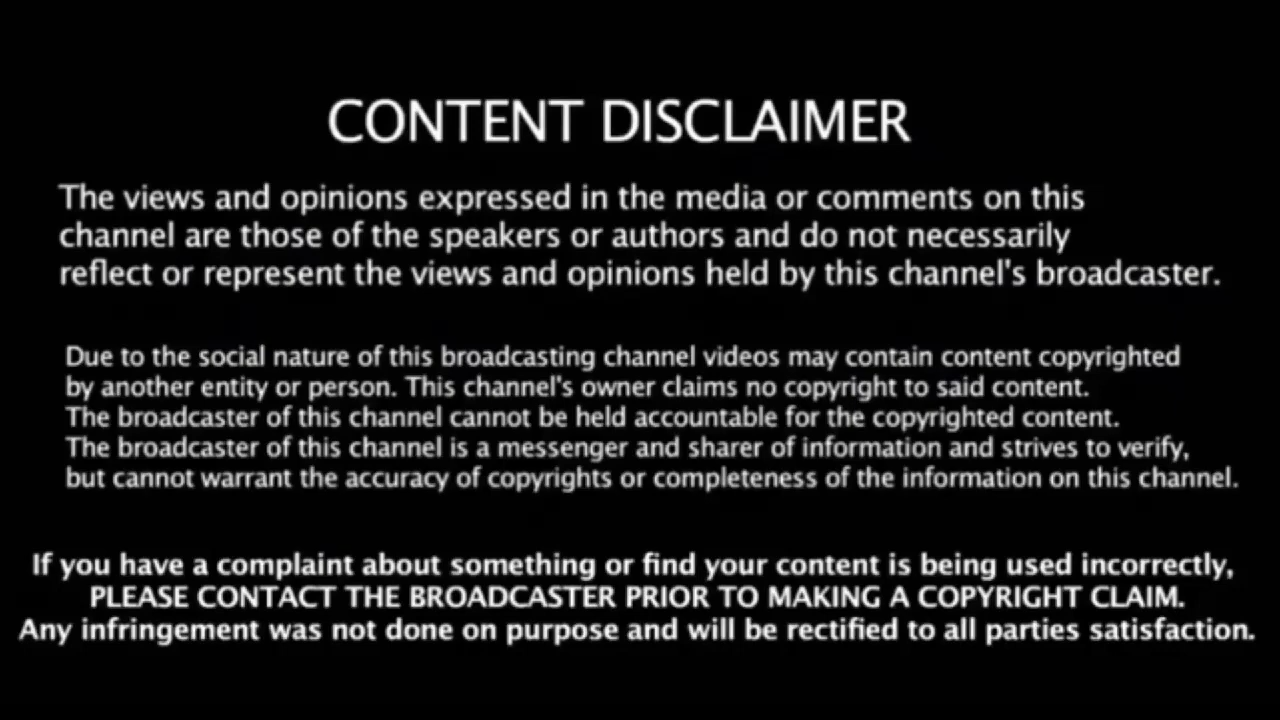 CONTENT DISCLAIMER
The views and opinions expressed in the media or comments on this
channel are those of the speakers or authors and do not necessarily
reflect or represent the views and opinions held by this channel's broadcaster.
Due to the social nature of this broadcasting channel videos may contain content copyrighted
by another entity or person. This channel's owner claims no copyright to said content.
The broadcaster of this channel cannot be held accountable for the copyrighted content.
The broadcaster of this channel is a messenger and sharer of information and strives to verify,
but cannot warrant the accuracy of copyrights or completeness of the information on this channel.
If you have a complaint about something or find your content is being used incorrectly,
PLEASE CONTACT THE BROADCASTER PRIOR TO MAKING A COPYRIGHT CLAIM.
Any infringement was not done on purpose and will be rectified to all parties satisfaction.